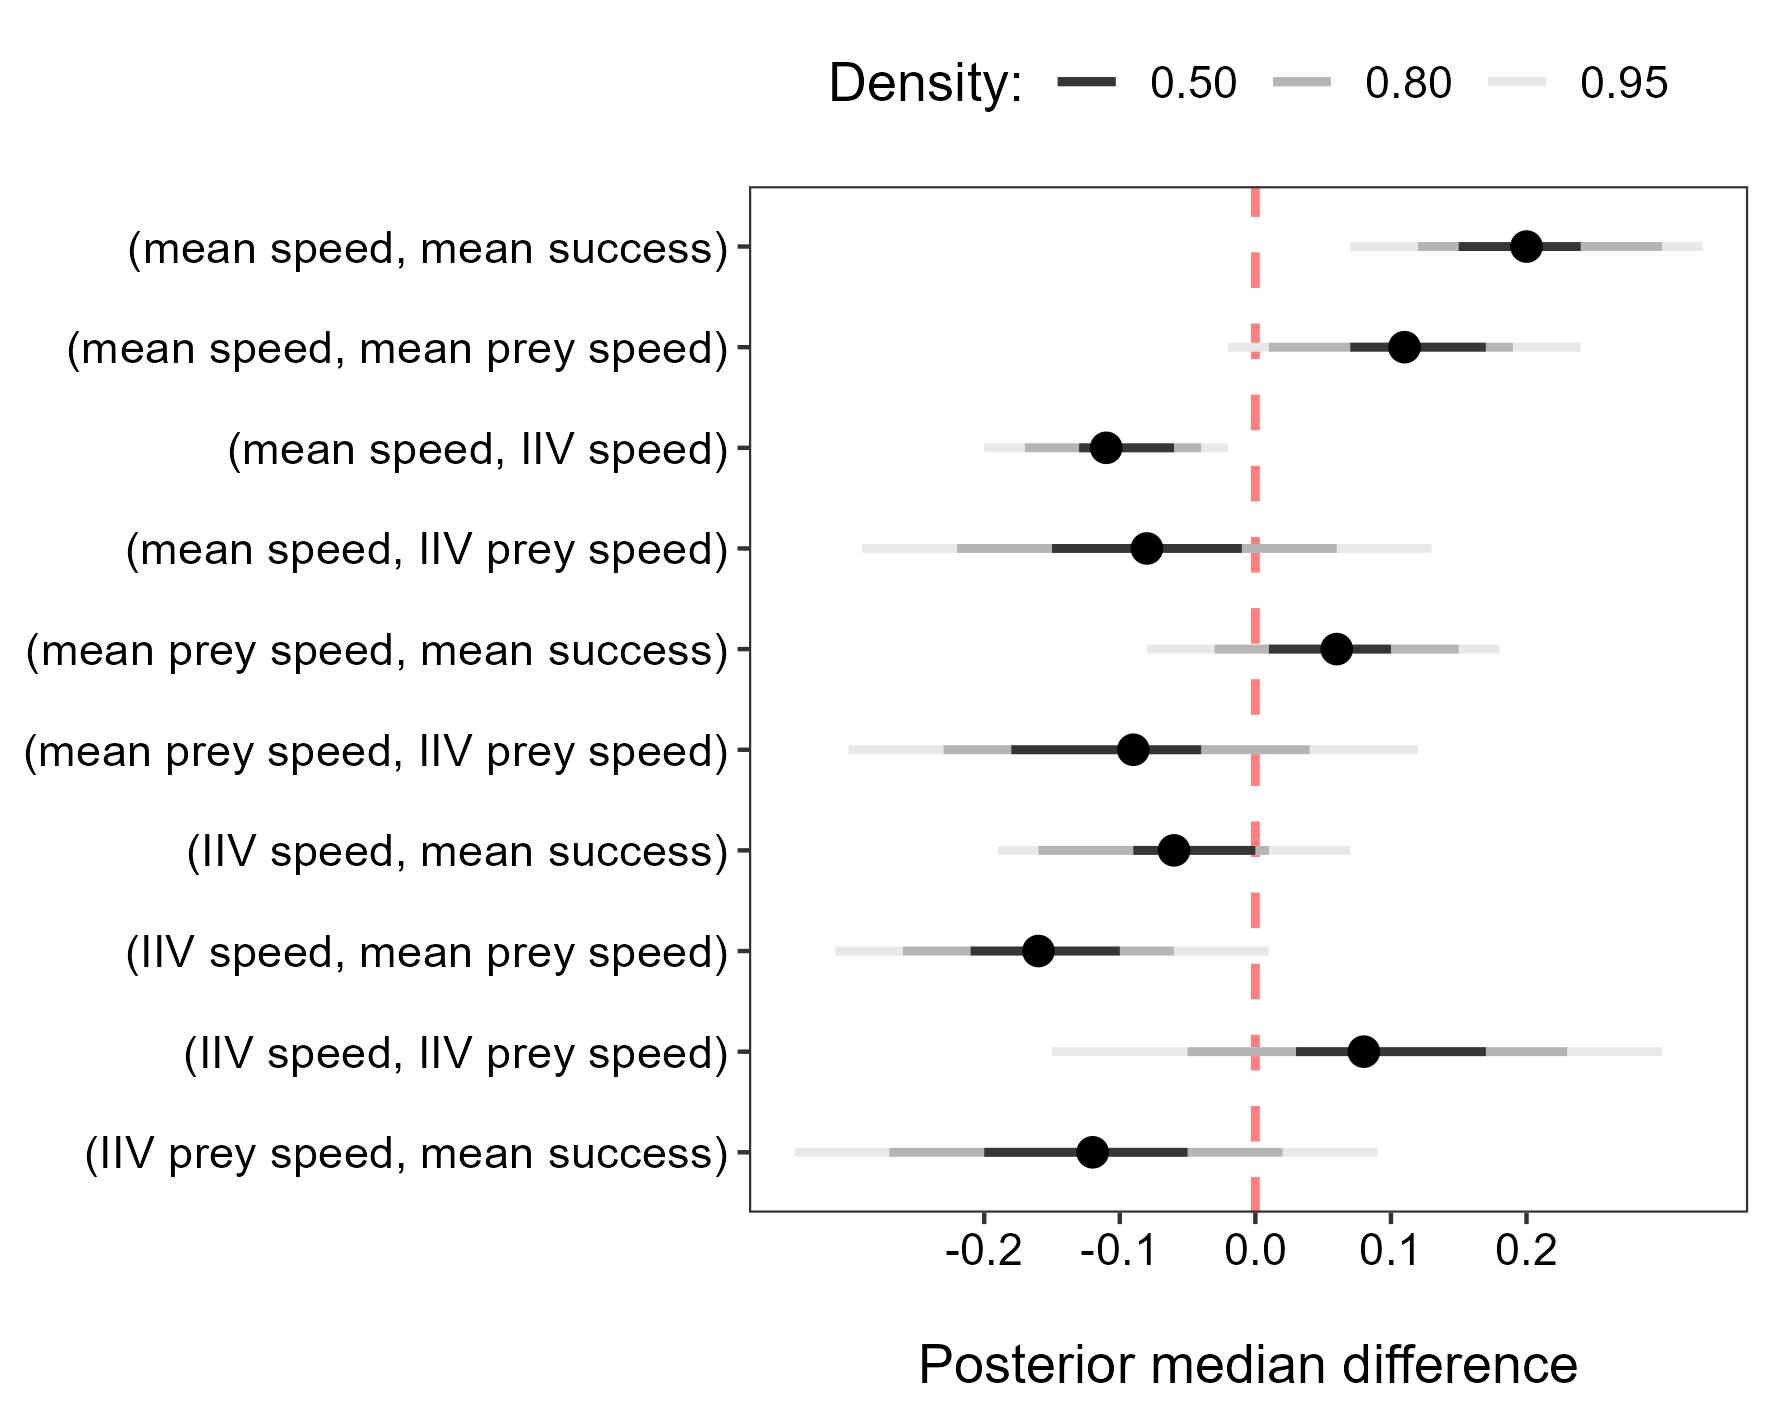 Density: 0.50 0.80 0.95
(mean speed, mean success)
(mean speed, mean prey speed)
(mean speed, IIV speed)
(mean speed, IIV prey speed)
(mean prey speed, mean success)
(mean prey speed, IIV prey speed)
(IIV speed, mean success)
(IIV speed, mean prey speed)
(IIV speed, IIV prey speed)
(IIV prey speed, mean success)
-0.2 -0.1 0.0 0.1 0.2
Posterior median difference